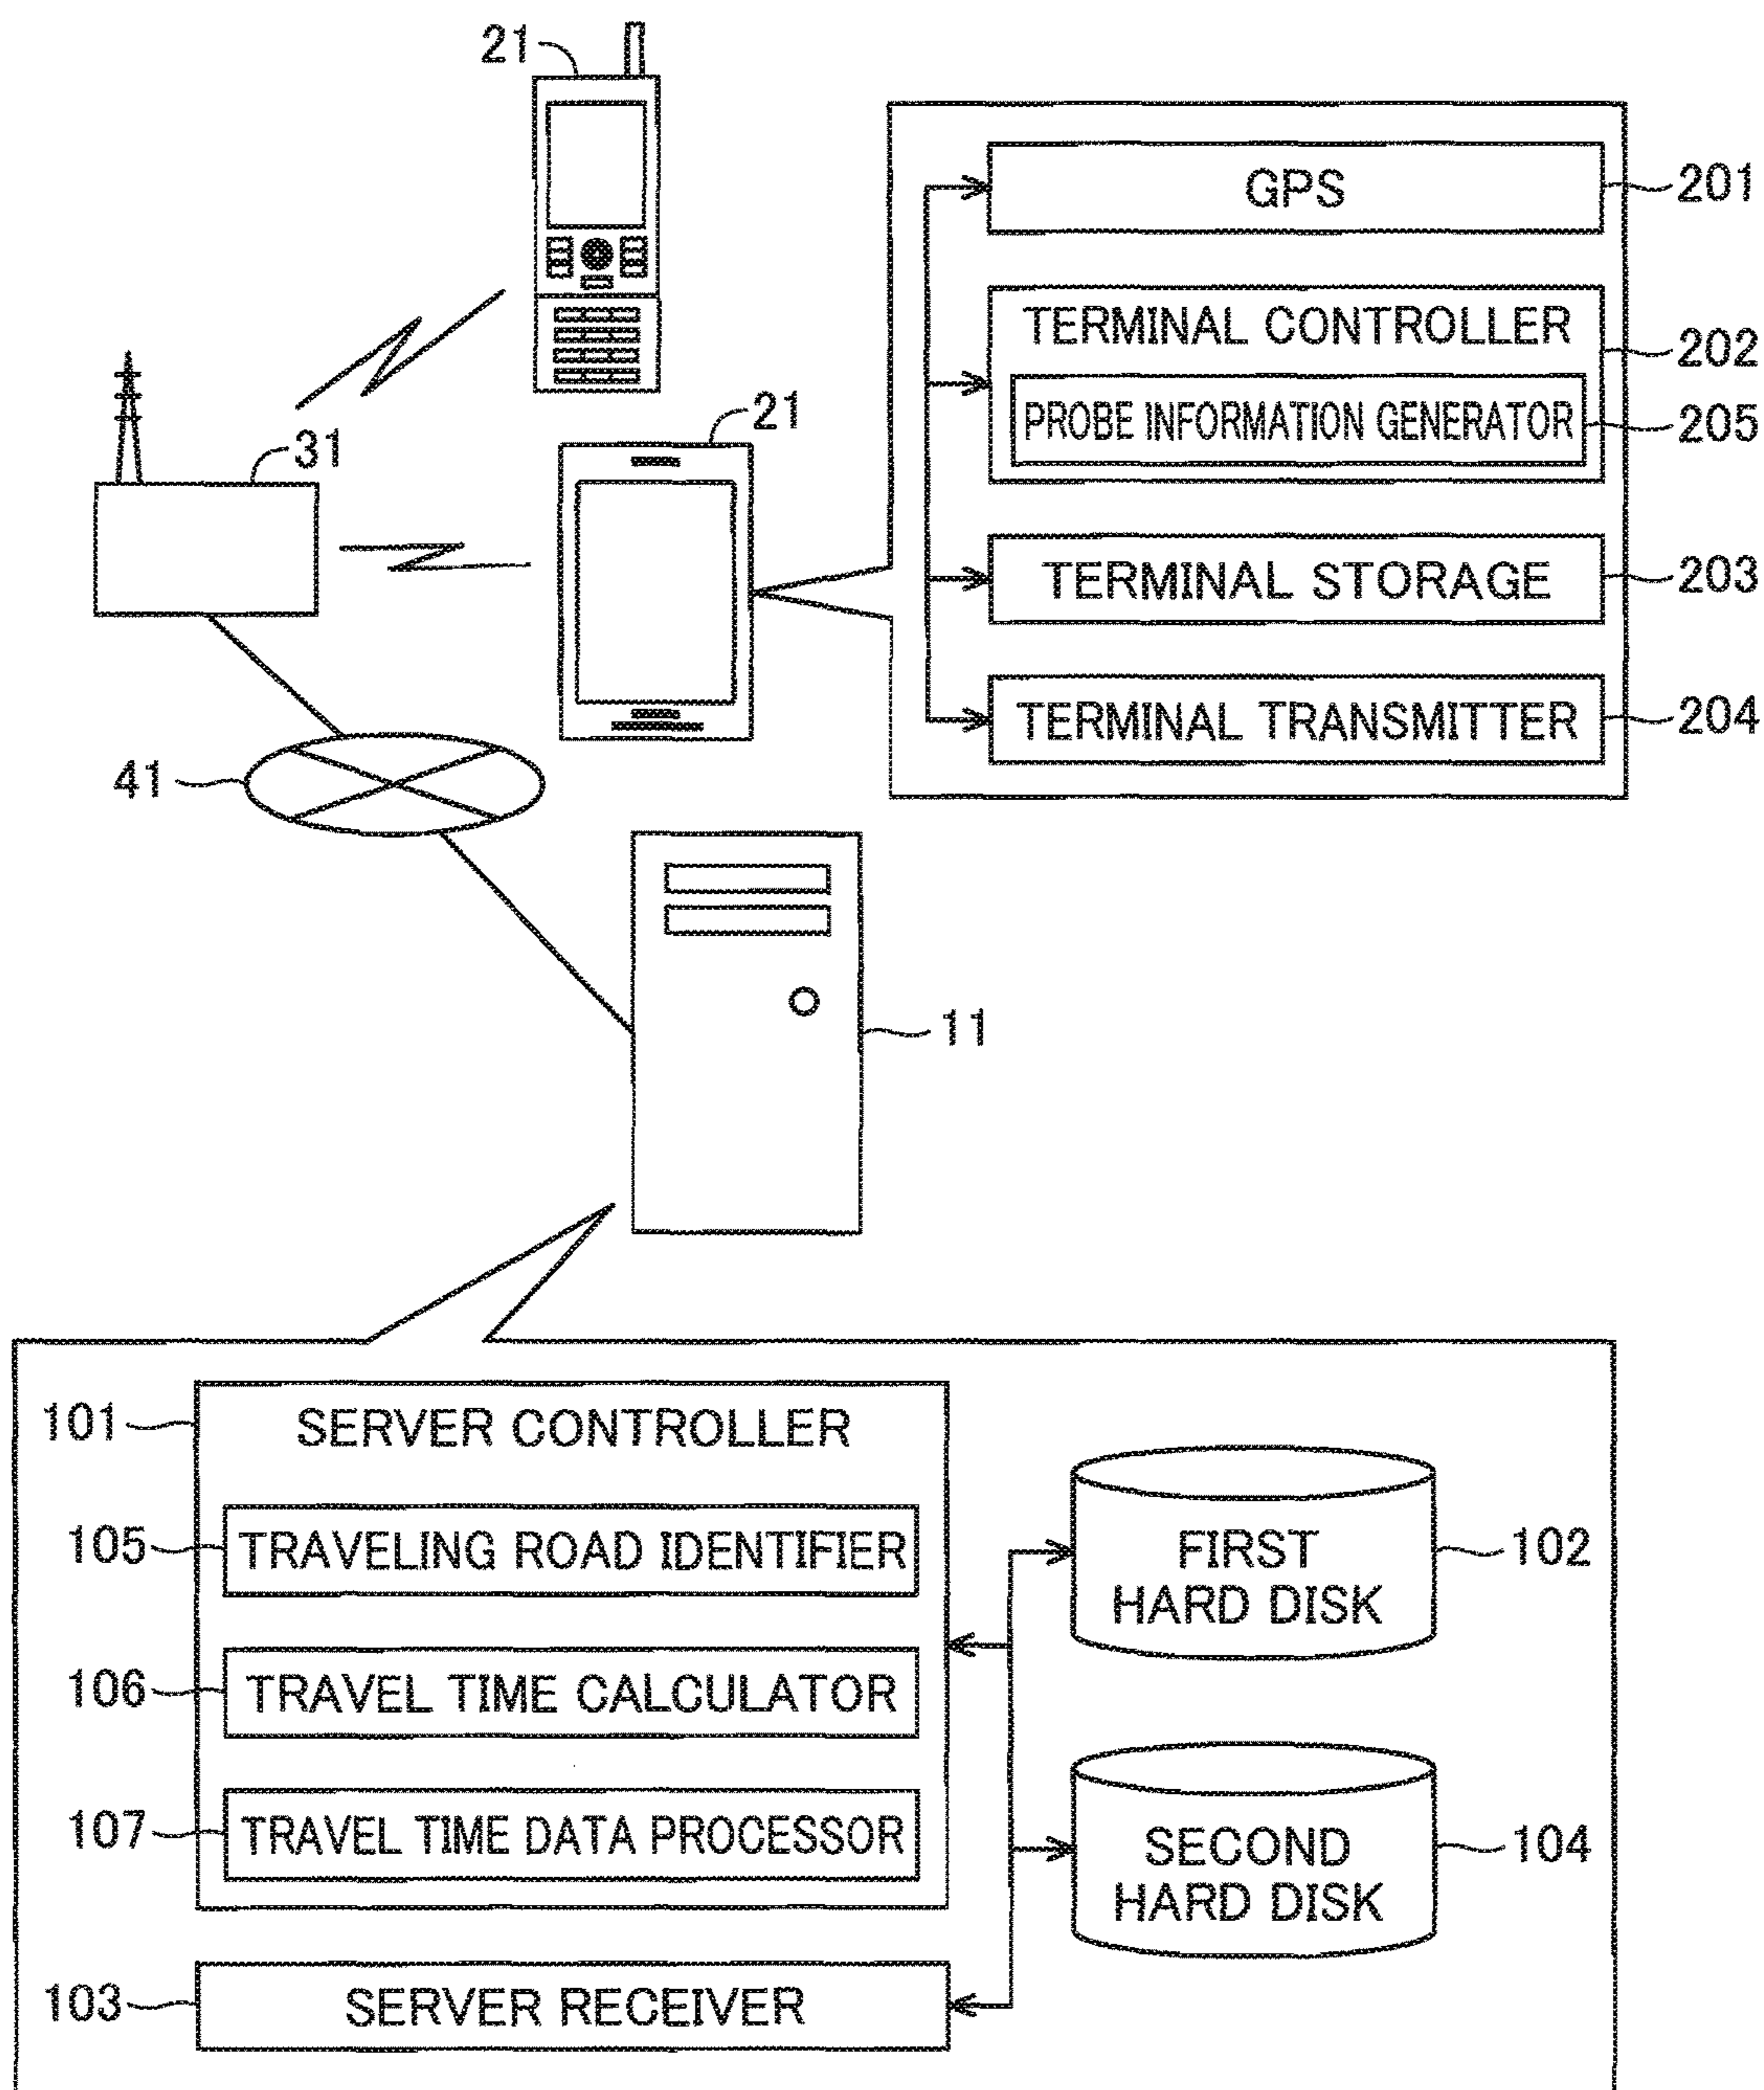 21
GPS
201
TERMINAL CONTROLLER
202
PROBE INFORMATION GENERATOR
205
21
31
TERMINAL STORAGE
203
TERMINAL TRANSMITTER
204
41
11
101
SERVER CONTROLLER
105
TRAVELING ROAD IDENTIFIER
FIRST
HARD DISK
102
106
TRAVEL TIME CALCULATOR
107
TRAVEL TIME DATA PROCESSOR
SECOND
HARD DISK
104
103
SERVER RECEIVER